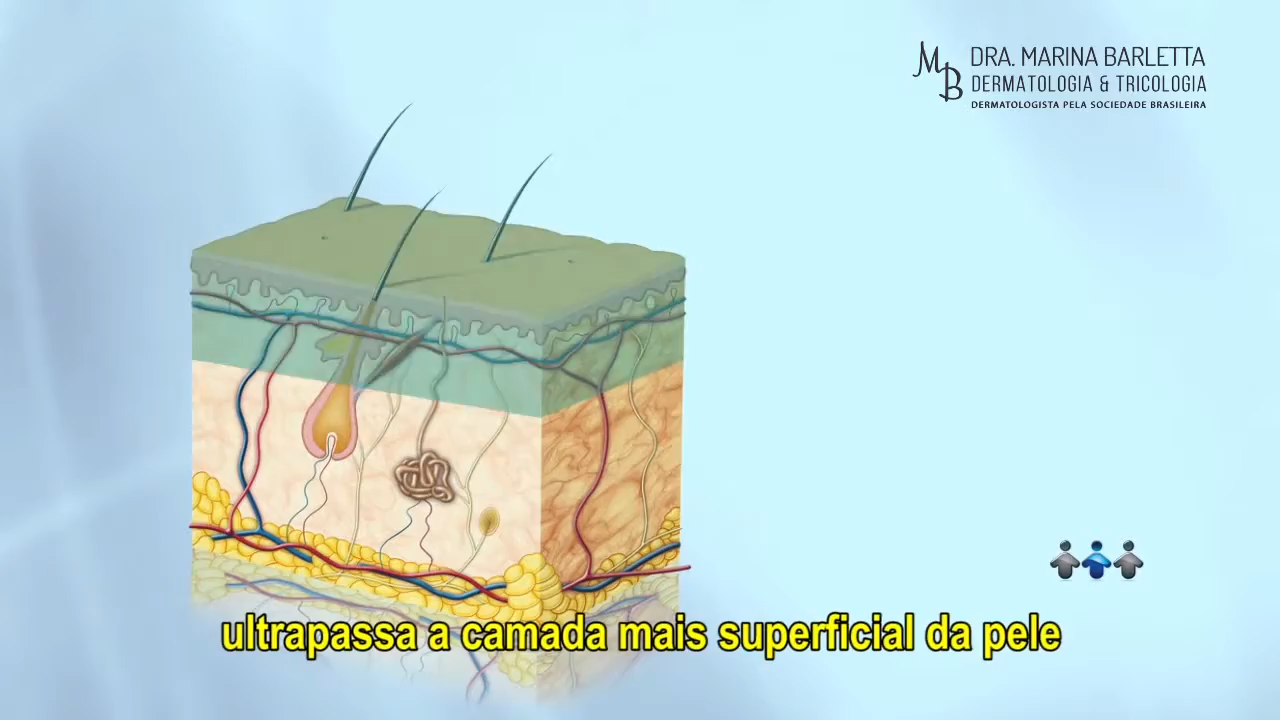 MB
DRA. MARINA BARLETTA
DERMATOLOGIA & TRICOLOGIA
DERMATOLOGISTA PELA SOCIEDADE BRASILEIRA
ultrapassa a camada mais superficial da pele